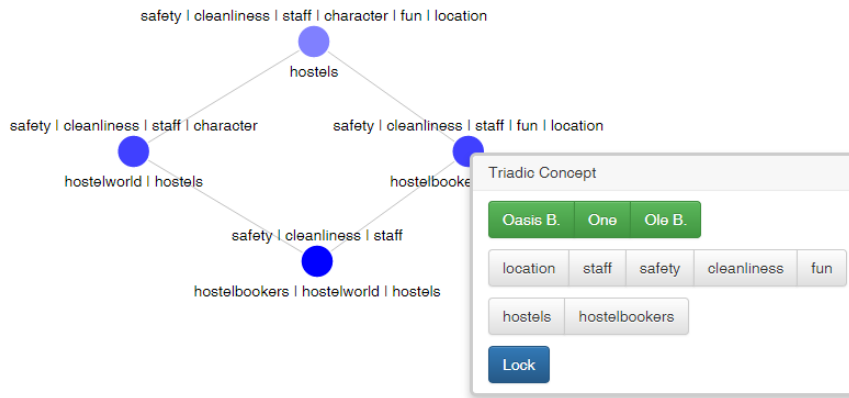 safety | cleanliness | staff | character | fun | location
hostels
safety | cleanliness | staff | character
safety | cleanliness | staff | fun | location
hostelworld | hostels
safety | cleanliness | staff
hostelbookers | hostelworld | hostels
Triadic Concept
Oasis B. One Ole B.
location staff safety cleanliness fun
hostels hostelbookers
Lock